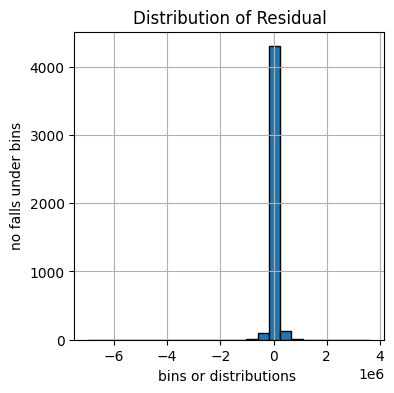 Distribution of Residual
no falls under bins
4000
3000
2000
1000
0
−6 −4 −2 0 2 4
1e6
bins or distributions